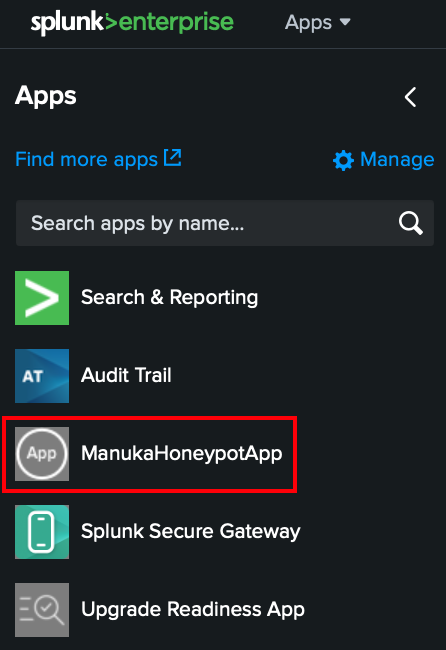 splunk>enterprise Apps
Apps
Find more apps Manage
Search apps by name...
Search & Reporting
AT Audit Trail
App ManukaHoneypotApp
Splunk Secure Gateway
Upgrade Readiness App